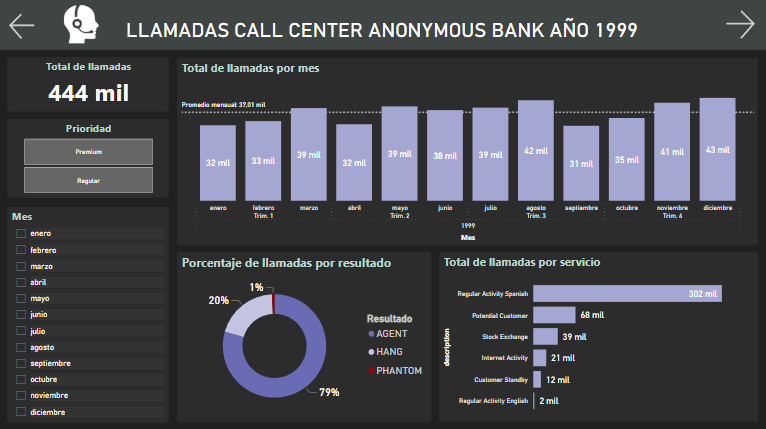 LLAMADAS CALL CENTER ANONYMOUS BANK AÑO 1999
Total de llamadas
444 mil
Prioridad
Premium
Regular
Mes
enero
febrero
marzo
abril
mayo
junio
julio
agosto
septiembre
octubre
noviembre
diciembre
Total de llamadas por mes
Promedio mensual: 37,01 mil
32 mil
33 mil
39 mil
32 mil
39 mil
38 mil
39 mil
42 mil
31 mil
35 mil
41 mil
43 mil
enero
febrero
marzo
abril
mayo
junio
julio
agosto
septiembre
octubre
noviembre
diciembre
Trim. 1
Trim. 2
Trim. 3
Trim. 4
1999
Mes
Porcentaje de llamadas por resultado
1%
20%
79%
Resultado
AGENT
HANG
PHANTOM
Total de llamadas por servicio
description
Regular Activity Spanish
302 mil
Potential Customer
68 mil
Stock Exchange
39 mil
Internet Activity
21 mil
Customer Standby
12 mil
Regular Activity English
2 mil